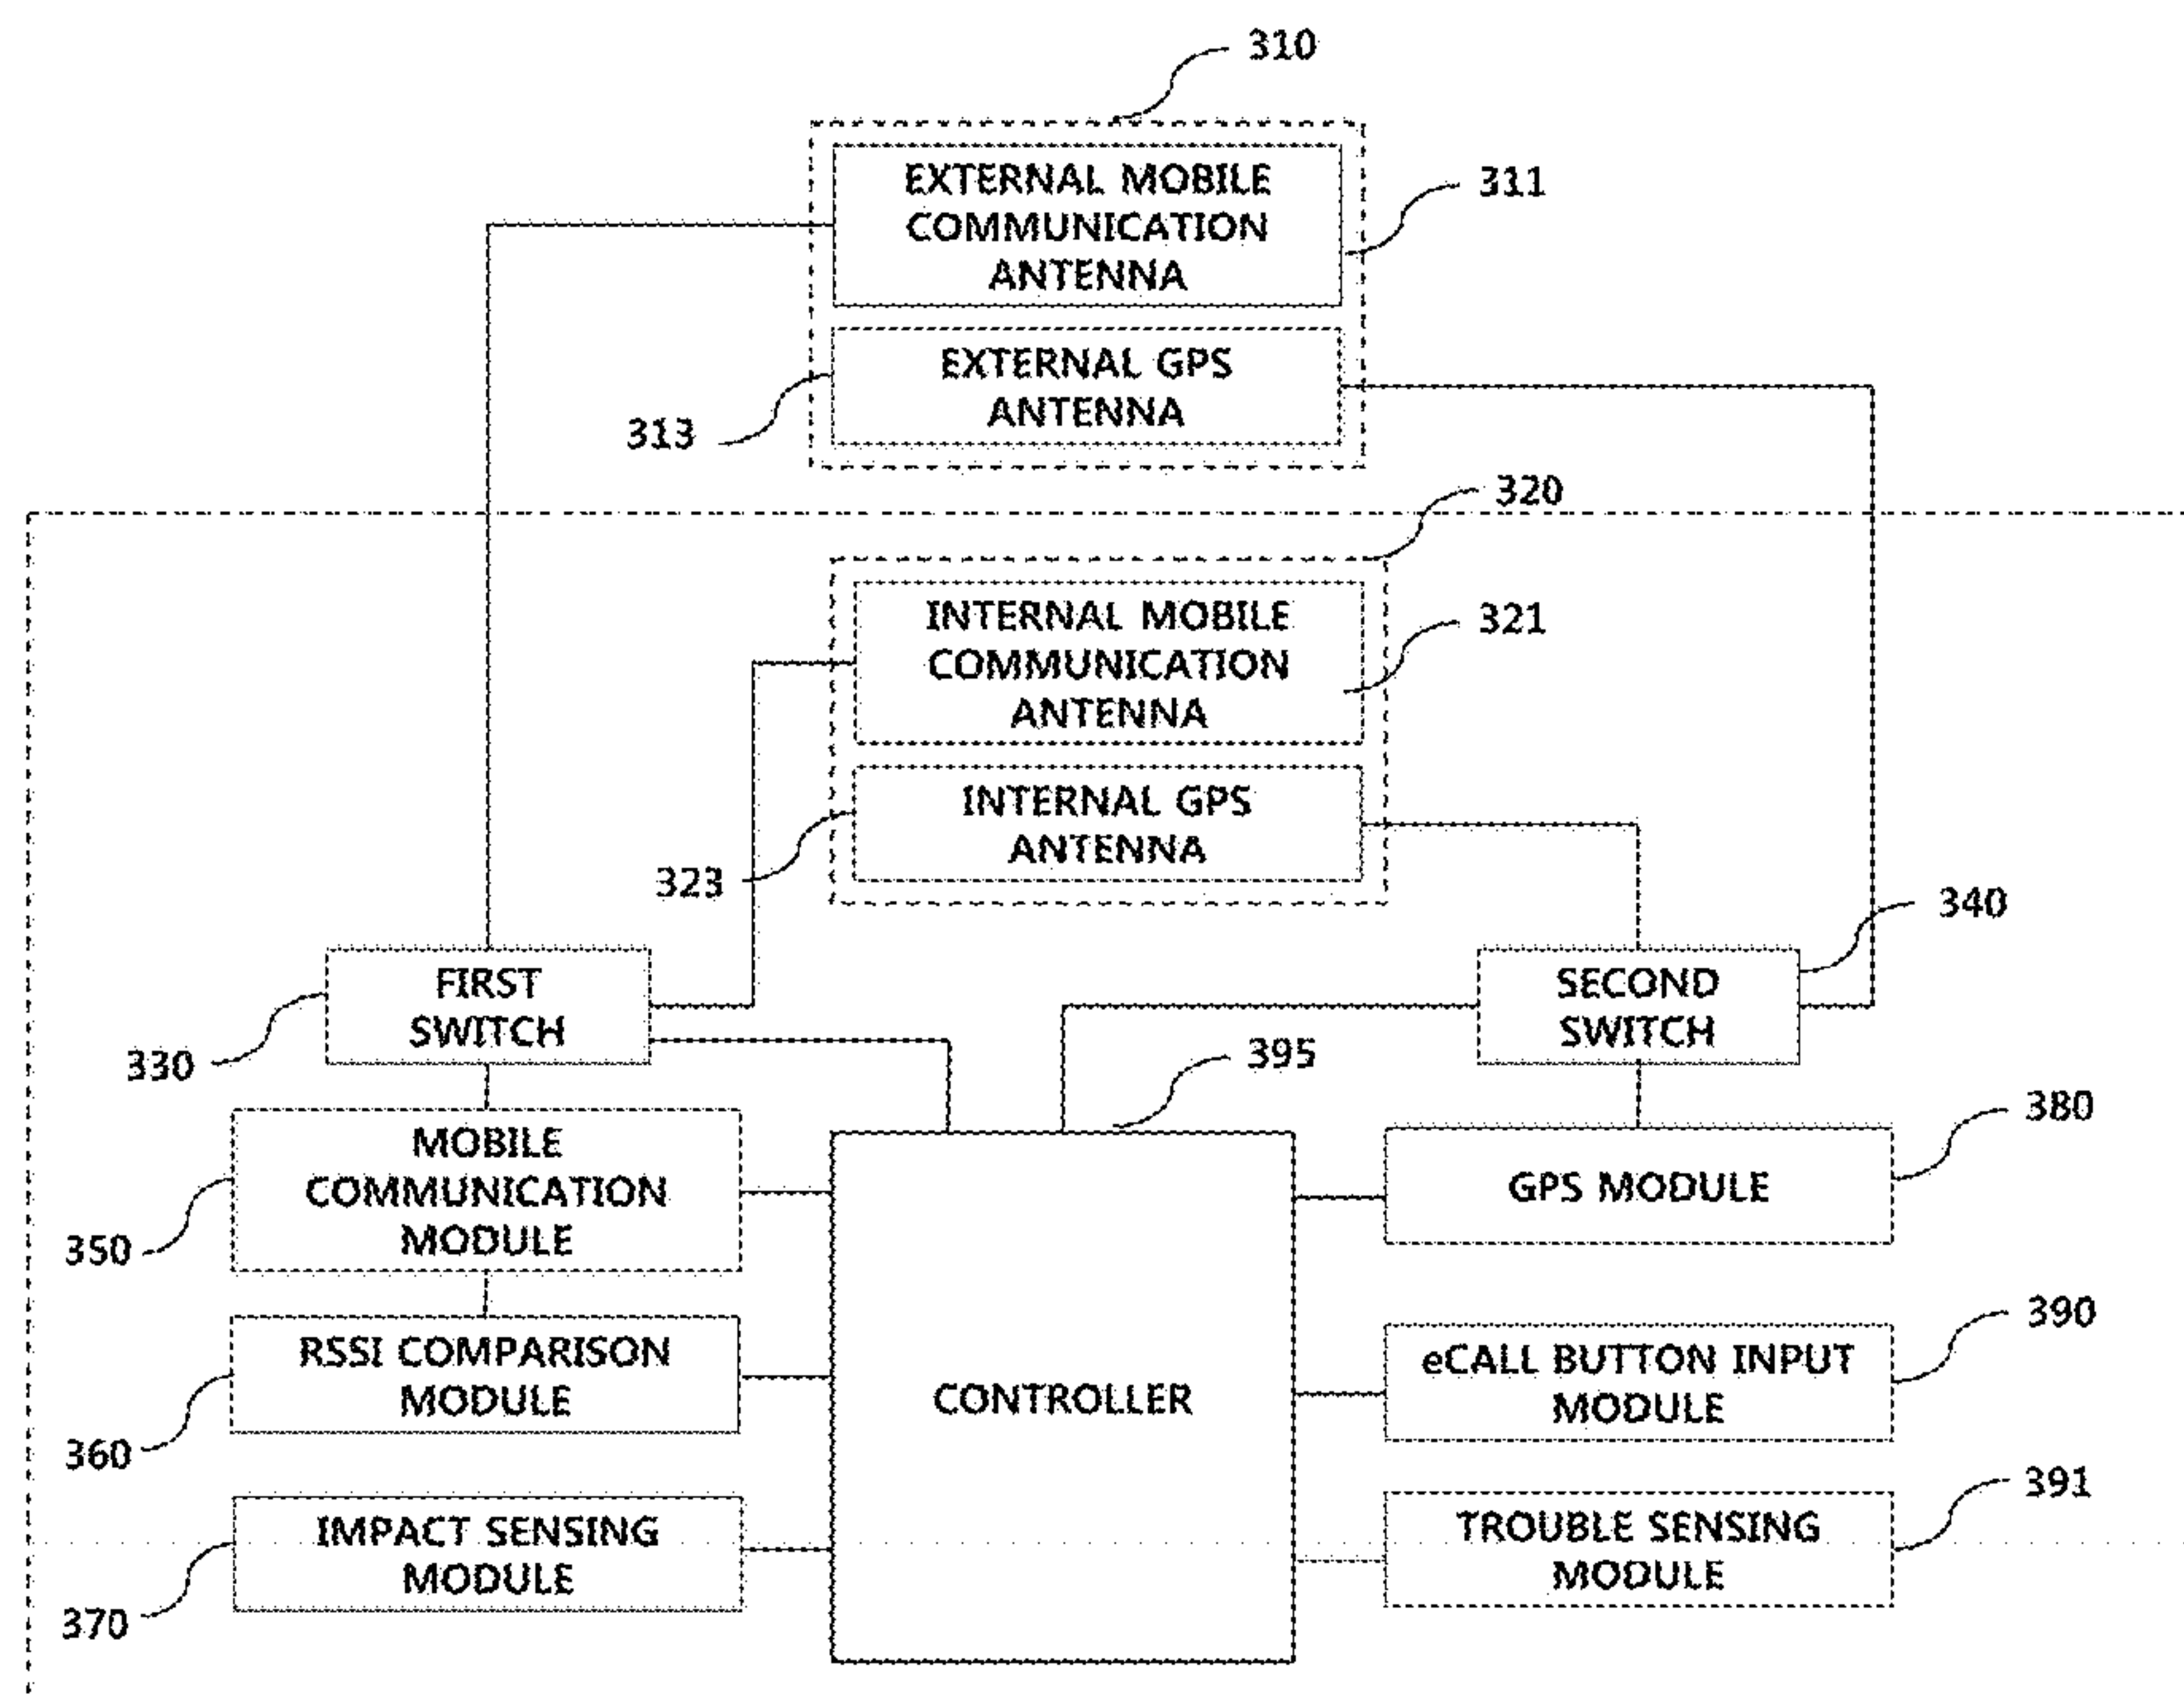 310
EXTERNAL MOBILE
COMMUNICATION
ANTENNA
311
EXTERNAL GPS
ANTENNA
313
320
INTERNAL MOBILE
COMMUNICATION
ANTENNA
321
INTERNAL GPS
ANTENNA
323
340
FIRST
SWITCH
330
SECOND
SWITCH
395
380
MOBILE
COMMUNICATION
MODULE
350
GPS MODULE
390
RSSI COMPARISON
MODULE
360
CONTROLLER
eCALL BUTTON INPUT
MODULE
391
IMPACT SENSING
MODULE
370
TROUBLE SENSING
MODULE